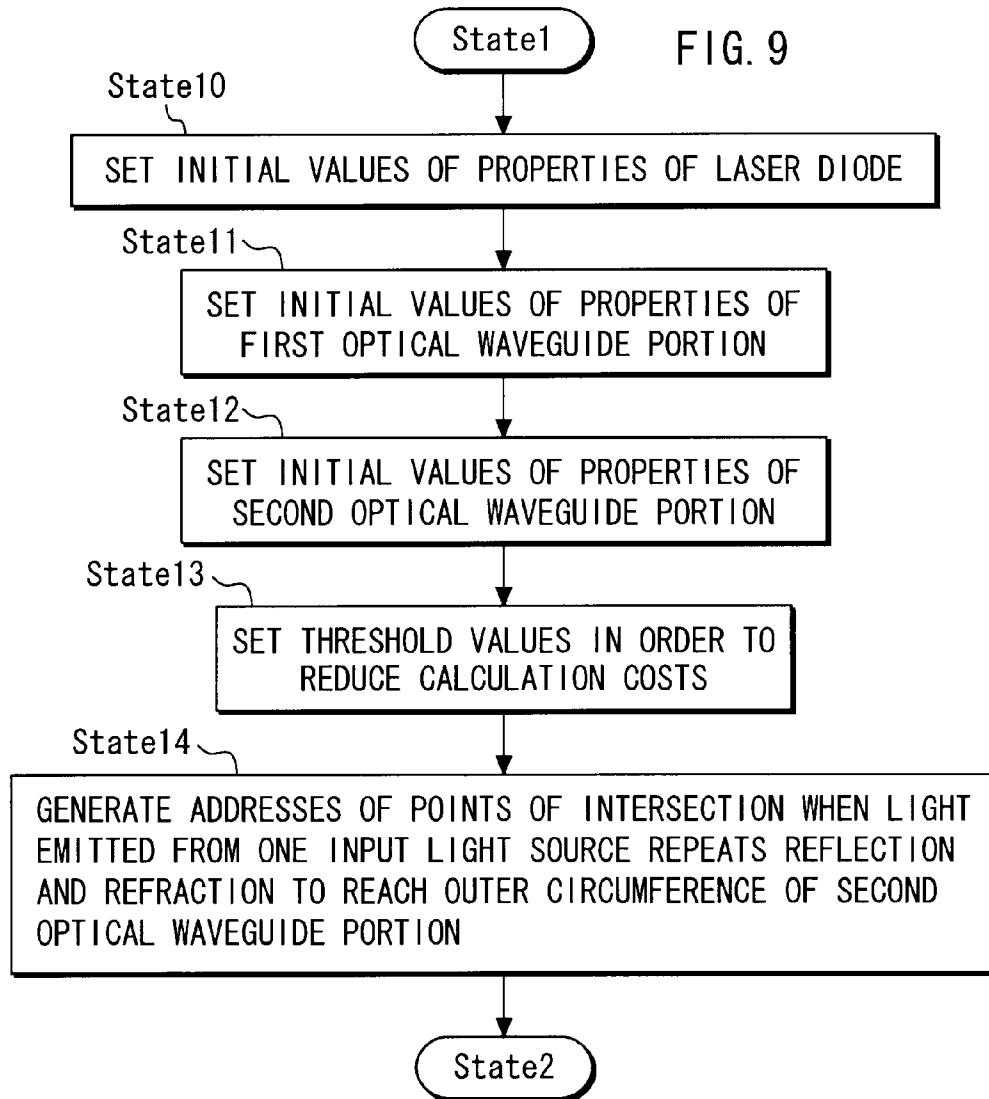 State1
FIG. 9
State10
SET INITIAL VALUES OF PROPERTIES OF LASER DIODE
State11
SET INITIAL VALUES OF PROPERTIES OF
FIRST OPTICAL WAVEGUIDE PORTION
State12
SET INITIAL VALUES OF PROPERTIES OF
SECOND OPTICAL WAVEGUIDE PORTION
State13
SET THRESHOLD VALUES IN ORDER TO
REDUCE CALCULATION COSTS
State14
GENERATE ADDRESSES OF POINTS OF INTERSECTION WHEN LIGHT
EMITTED FROM ONE INPUT LIGHT SOURCE REPEATS REFLECTION
AND REFRACTION TO REACH OUTER CIRCUMFERENCE OF SECOND
OPTICAL WAVEGUIDE PORTION
State2